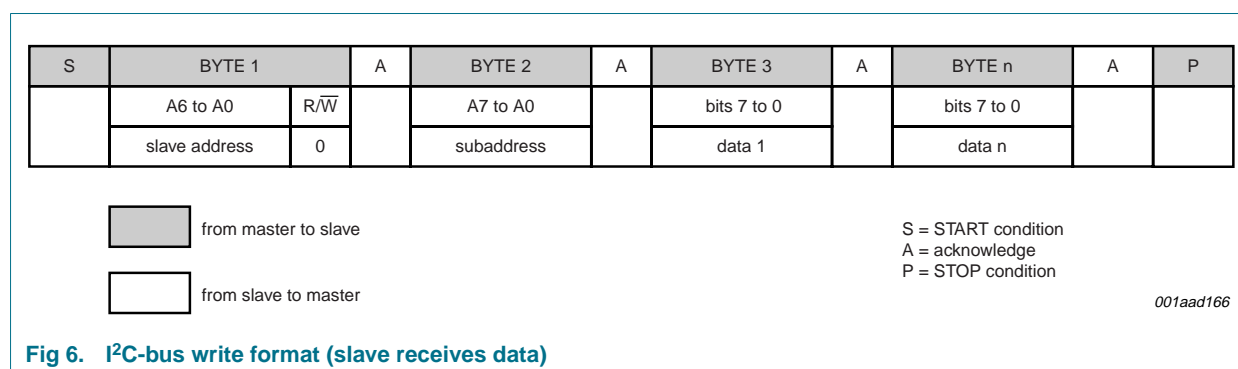 S BYTE 1 A BYTE 2 A BYTE 3 A BYTE n A P
A6 to A0 R/W̅ A7 to A0 bits 7 to 0 bits 7 to 0
slave address 0 subaddress data 1 data n
from master to slave
from slave to master
S = START condition
A = acknowledge
P = STOP condition
001aad166
Fig 6. I²C-bus write format (slave receives data)